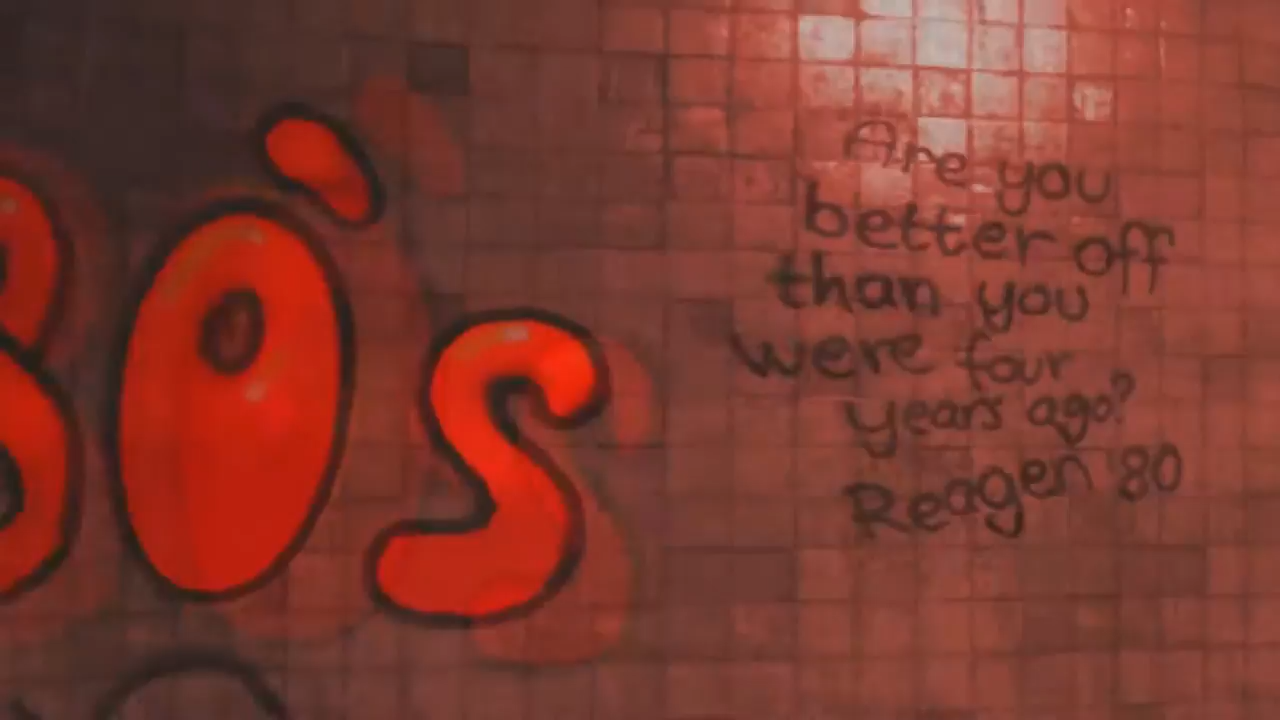 80's
Are you
better off
than you
were four
years ago?
Reagen '80